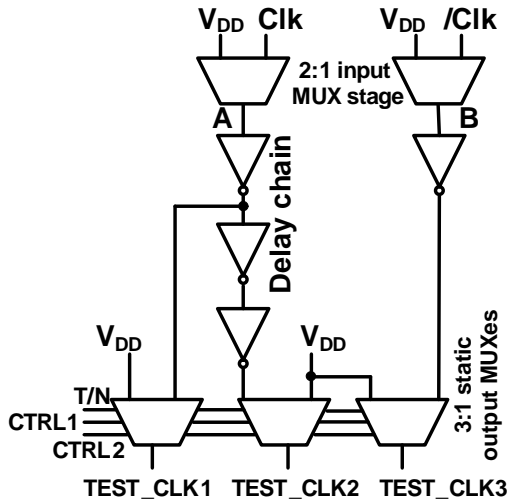 VDD Clk
VDD /Clk
2:1 input
MUX stage
A
B
Delay chain
VDD
VDD
3:1 static
output MUXes
T/N
CTRL1
CTRL2
TEST_CLK1
TEST_CLK2
TEST_CLK3